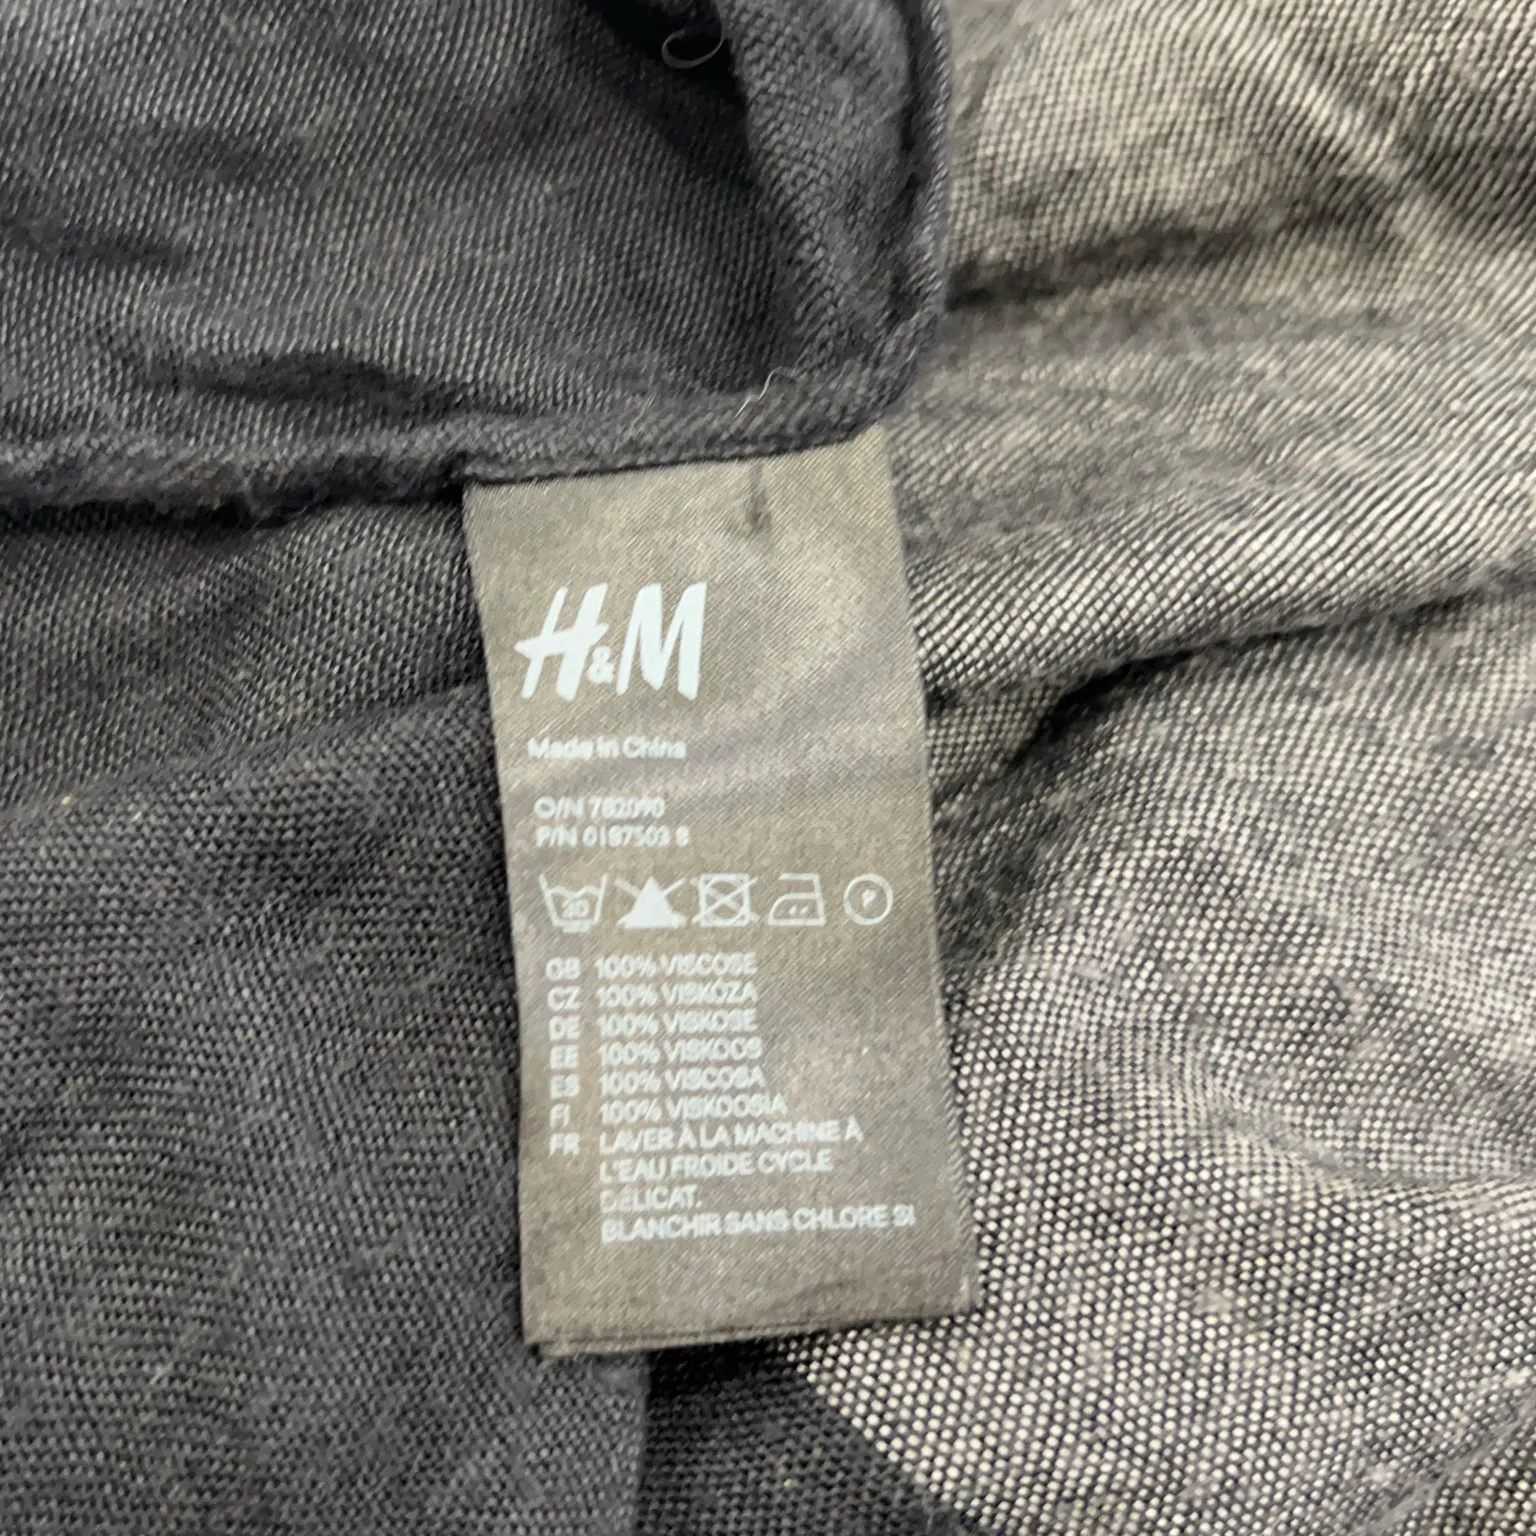 H&M
Made in China
O/N 782090
P/N 0187503 8
30
P
GB 100% VISCOSE
CZ 100% VISKÓZA
DE 100% VISKOSE
EE 100% VISKOOS
ES 100% VISCOSA
FI 100% VISKOOSIA
FR LAVER À LA MACHINE À
L'EAU FROIDE CYCLE
DÉLICAT.
BLANCHIR SANS CHLORE SI